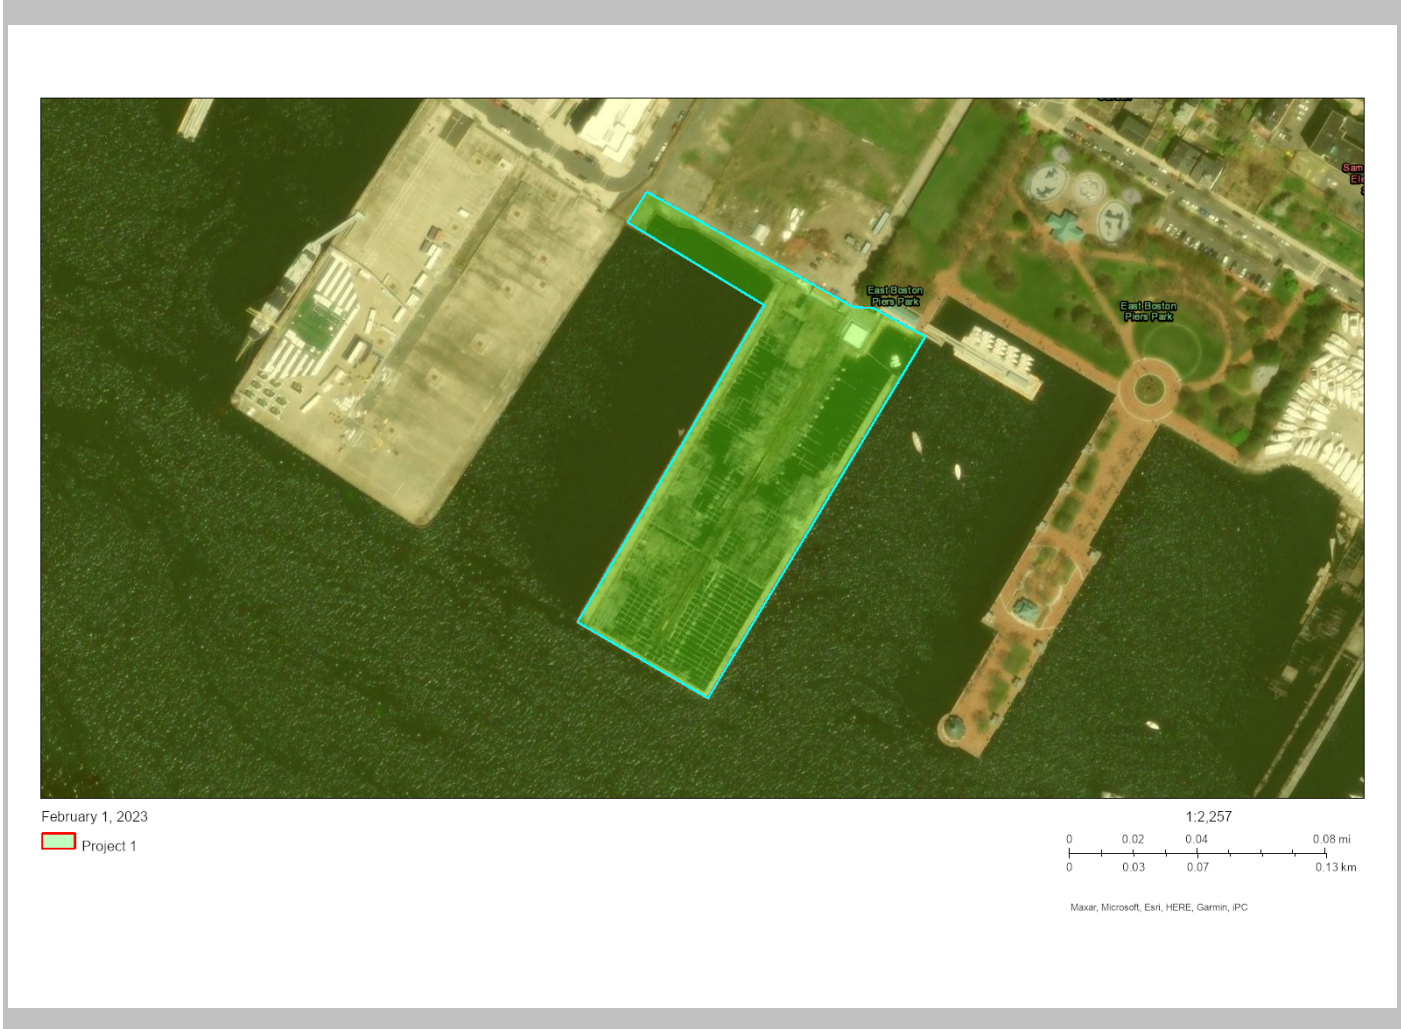 Sam
East Boston
Piers Park
East Boston
Piers Park
February 1, 2023
1:2,257
Project 1
0 0.02 0.04 0.08 mi
0 0.03 0.07 0.13 km
Maxar, Microsoft, Esri, HERE, Garmin, iPC